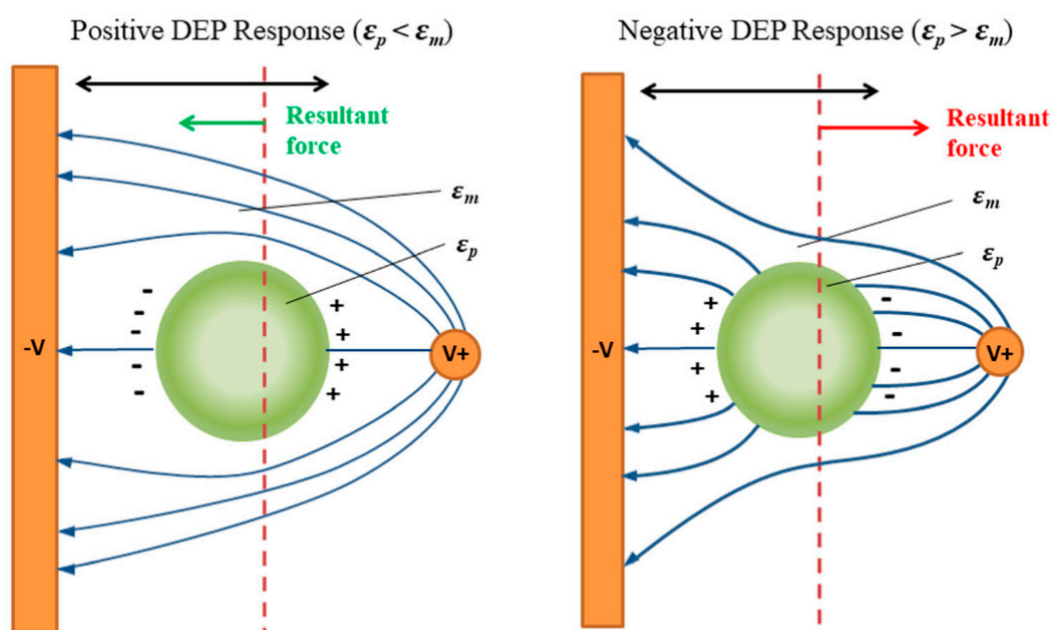 Positive DEP Response (εp < εm)
Resultant
force
εm
εp
-
-
-
-
-
+
+
+
+
-V
V+
Negative DEP Response (εp > εm)
Resultant
force
εm
εp
+
+
+
+
-
-
-
-
-V
V+